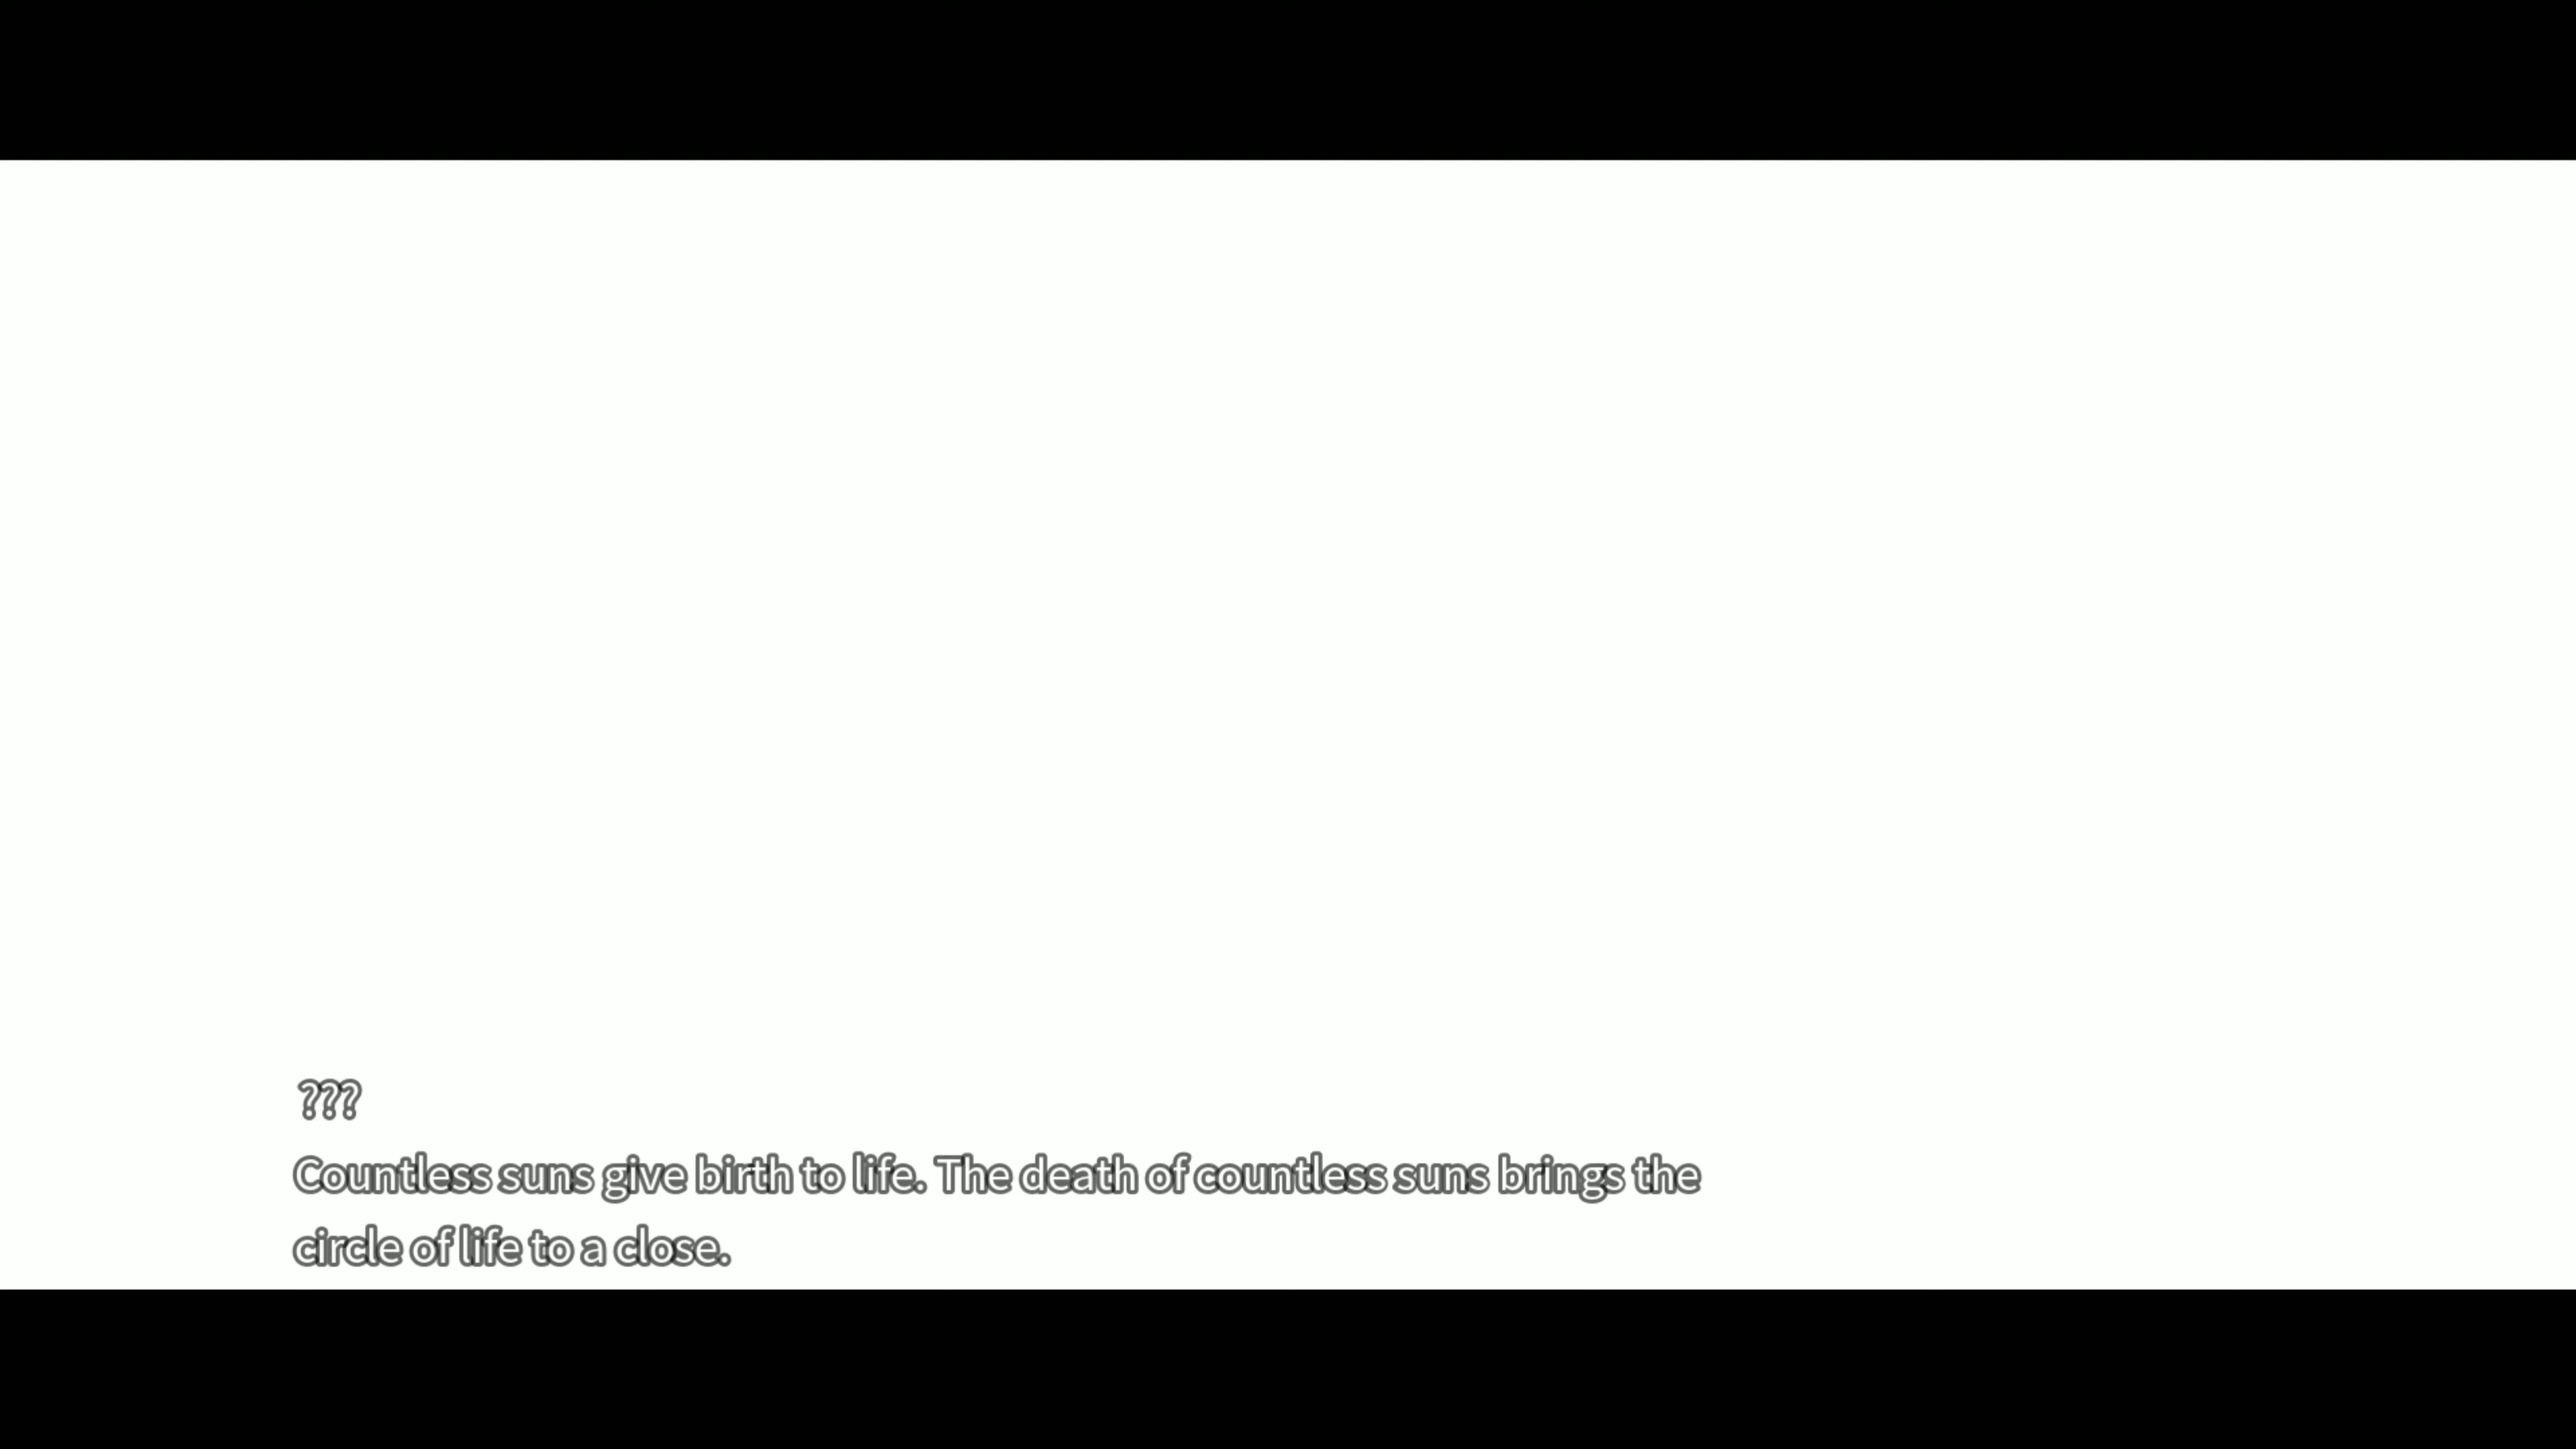 ???
Countless suns give birth to life. The death of countless suns brings the
circle of life to a close.